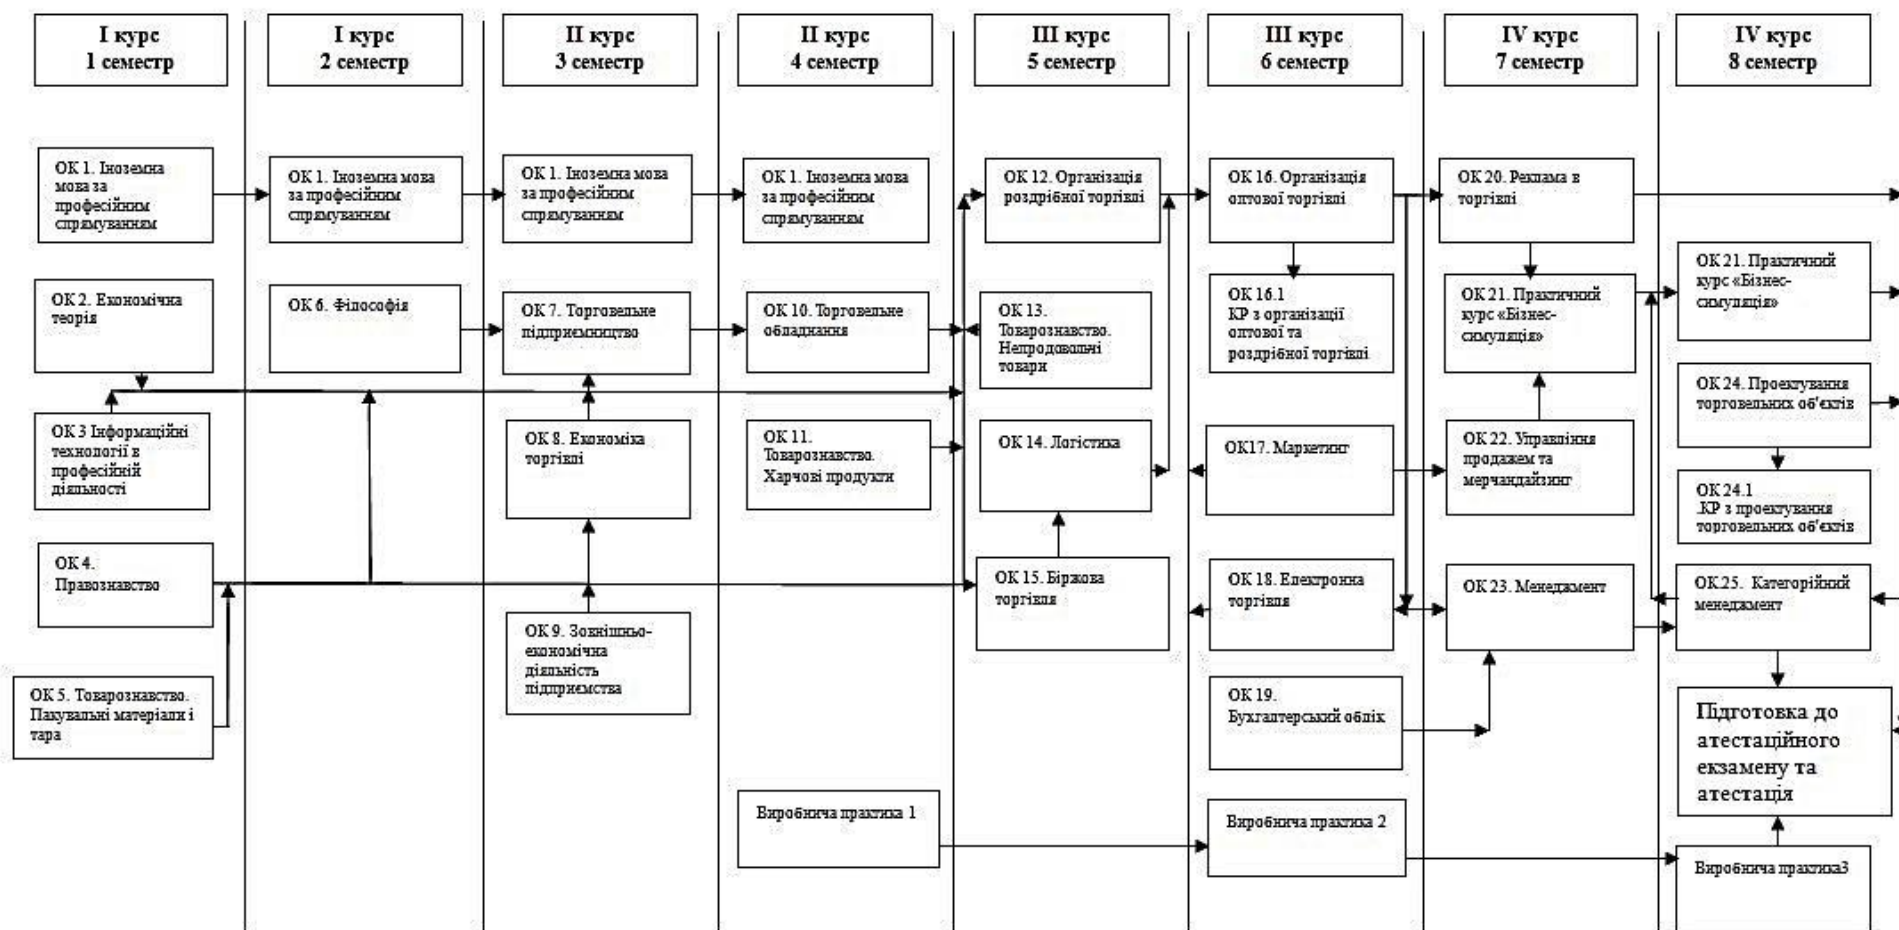 І курс
1 семестр
І курс
2 семестр
ІІ курс
3 семестр
ІІ курс
4 семестр
ІІІ курс
5 семестр
ІІІ курс
6 семестр
IV курс
7 семестр
IV курс
8 семестр
ОК 1. Іноземна
мова за
професійним
спрямуванням
ОК 2. Економічна
теорія
ОК 3 Інформаційні
технології в
професійній
діяльності
ОК 4.
Правознавство
ОК 5. Товарознавство.
Пакувальні матеріали і
тара
ОК 1. Іноземна мова
за професійним
спрямуванням
ОК 6. Філософія
ОК 1. Іноземна мова
за професійним
спрямуванням
ОК 7. Торговельне
підприємництво
ОК 8. Економіка
торгівлі
ОК 9. Зовнішньо-
економічна
діяльність
підприємства
ОК 1. Іноземна мова
за професійним
спрямуванням
ОК 10. Торговельне
обладнання
ОК 11.
Товарознавство.
Харчові продукти
Виробнича практика 1
ОК 12. Організація
роздрібної торгівлі
ОК 13.
Товарознавство.
Непродовольчі
товари
ОК 14. Логістика
ОК 15. Біржова
торгівля
ОК 16. Організація
оптової торгівлі
ОК 16.1
КР з організації
оптової та
роздрібної торгівлі
ОК17. Маркетинг
ОК 18. Електронна
торгівля
ОК 19.
Бухгалтерський облік
Виробнича практика 2
ОК 20. Реклама в
торгівлі
ОК 21. Практичний
курс «Бізнес-
симуляція»
ОК 22. Управління
продажем та
мерчандайзинг
ОК 23. Менеджмент
ОК 21. Практичний
курс «Бізнес-
симуляція»
ОК 24. Проектування
торговельних об'єктів
ОК 24.1
.КР з проектування
торговельних об'єктів
ОК.25. Категорійний
менеджмент
Підготовка до
атестаційного
екзамену та
атестація
Виробнича практика3